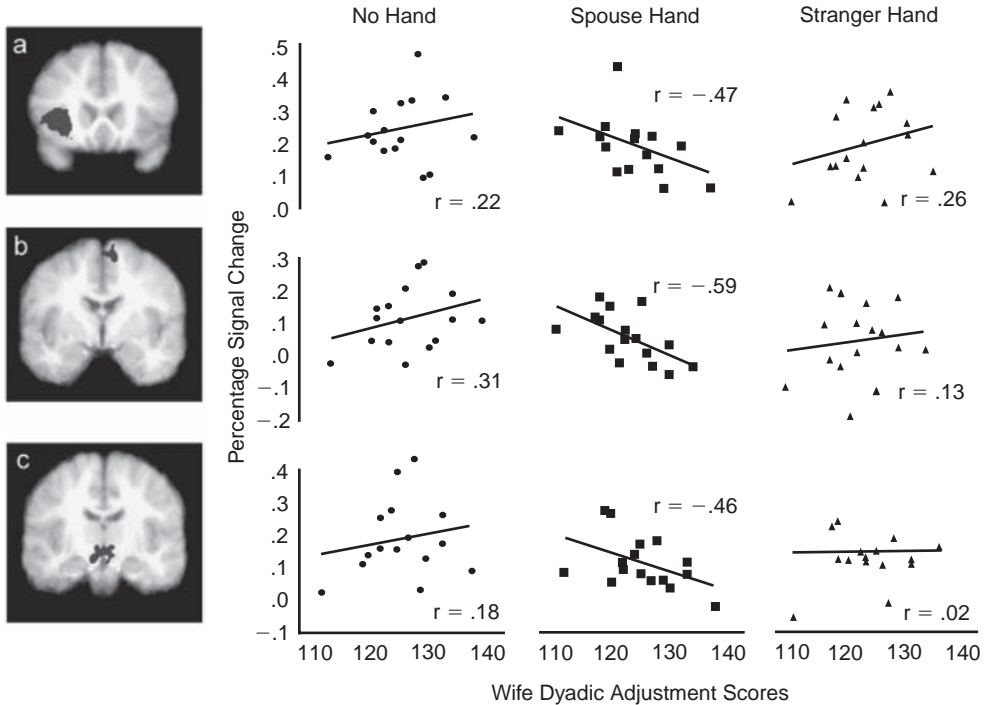 No Hand Spouse Hand Stranger Hand
a
.5
.4
.3
.2
.1
.0
r = .22
r = −.47
r = .26
b
.3
.2
.1
.0
−.1
−.2
r = .31
r = −.59
r = .13
c
.4
.3
.2
.1
.0
−.1
r = .18
r = −.46
r = .02
Percentage Signal Change
110 120 130 140 110 120 130 140 110 120 130 140
Wife Dyadic Adjustment Scores